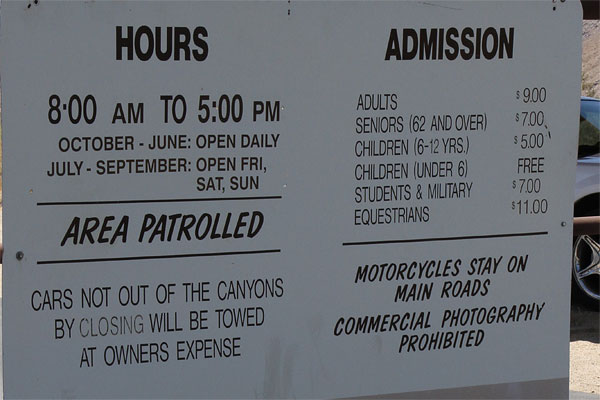 HOURS
8:00 AM TO 5:00 PM
OCTOBER - JUNE: OPEN DAILY
JULY - SEPTEMBER: OPEN FRI,
SAT, SUN
AREA PATROLLED
CARS NOT OUT OF THE CANYONS
BY CLOSING WILL BE TOWED
AT OWNERS EXPENSE
ADMISSION
ADULTS $9.00
SENIORS (62 AND OVER) $7.00
CHILDREN (6-12 YRS.) $5.00
CHILDREN (UNDER 6) FREE
STUDENTS & MILITARY $7.00
EQUESTRIANS $11.00
MOTORCYCLES STAY ON
MAIN ROADS
COMMERCIAL PHOTOGRAPHY
PROHIBITED